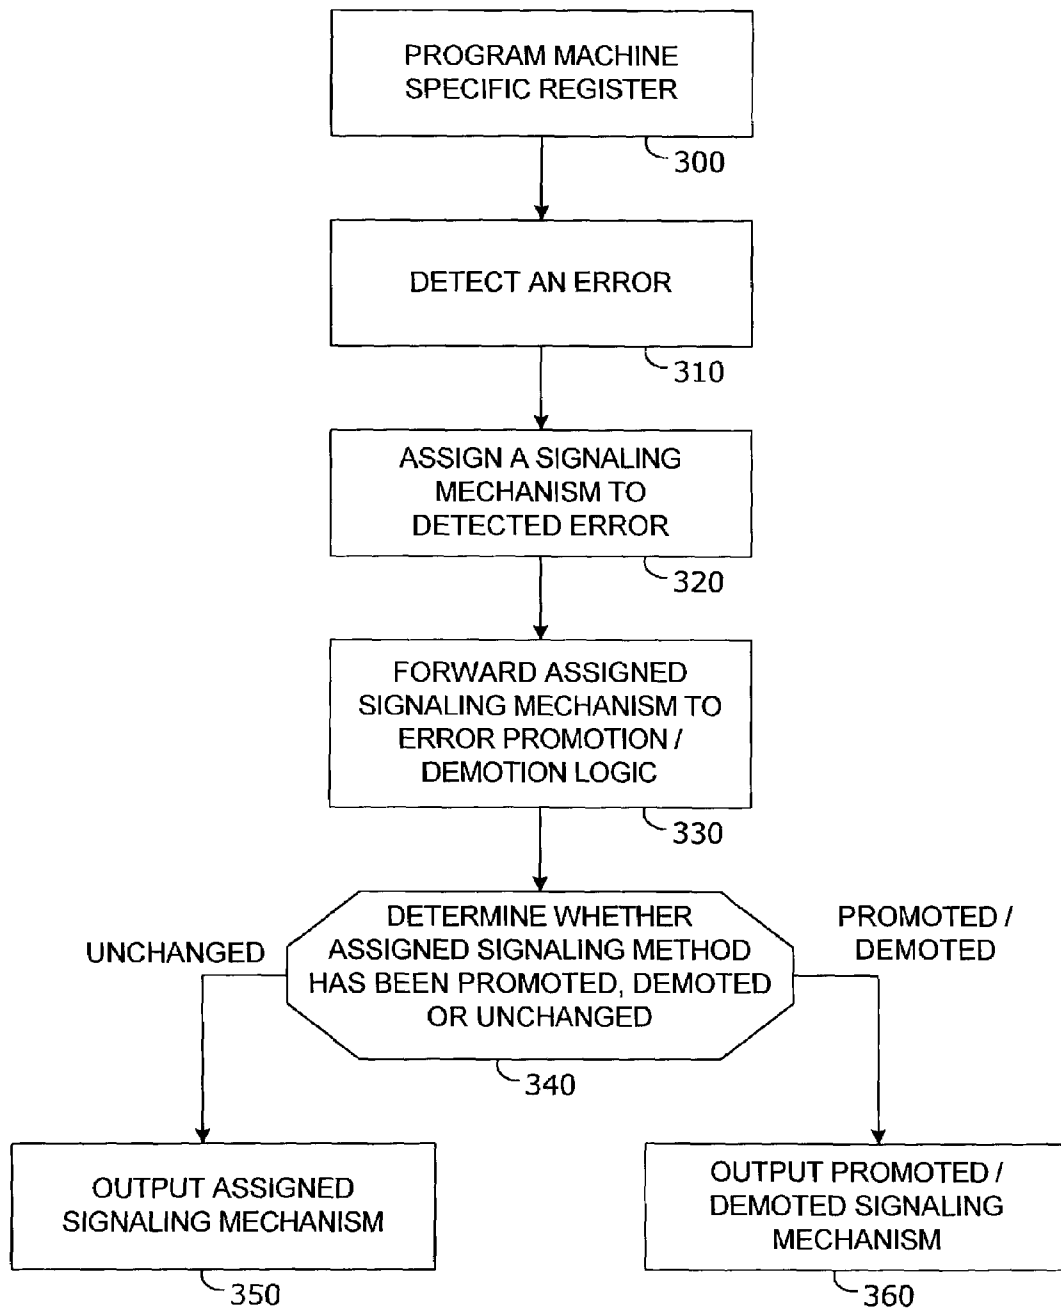 PROGRAM MACHINE
SPECIFIC REGISTER
300
DETECT AN ERROR
310
ASSIGN A SIGNALING
MECHANISM TO
DETECTED ERROR
320
FORWARD ASSIGNED
SIGNALING MECHANISM TO
ERROR PROMOTION /
DEMOTION LOGIC
330
DETERMINE WHETHER
ASSIGNED SIGNALING METHOD
HAS BEEN PROMOTED, DEMOTED
OR UNCHANGED
340
UNCHANGED
PROMOTED /
DEMOTED
OUTPUT ASSIGNED
SIGNALING MECHANISM
350
OUTPUT PROMOTED /
DEMOTED SIGNALING
MECHANISM
360